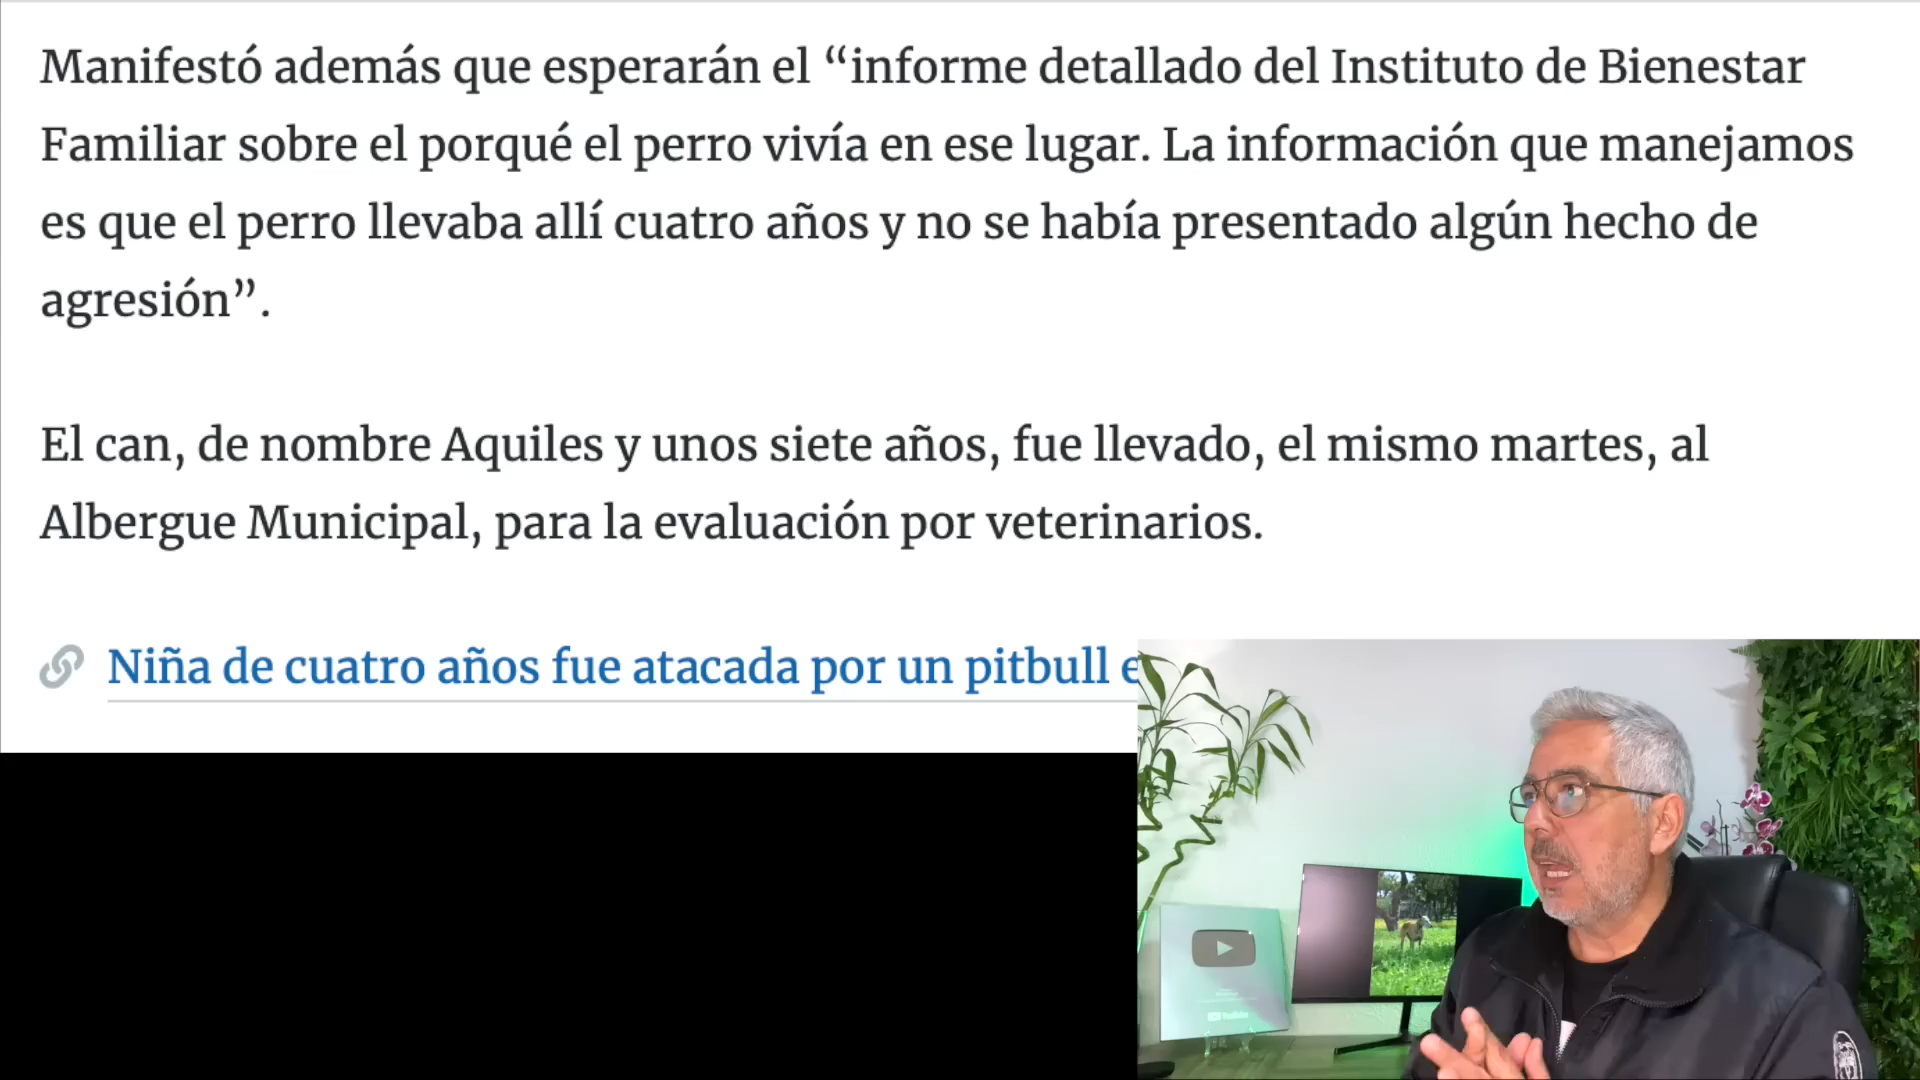 Manifestó además que esperarán el “informe detallado del Instituto de Bienestar
Familiar sobre el porqué el perro vivía en ese lugar. La información que manejamos
es que el perro llevaba allí cuatro años y no se había presentado algún hecho de
agresión”.
El can, de nombre Aquiles y unos siete años, fue llevado, el mismo martes, al
Albergue Municipal, para la evaluación por veterinarios.
Niña de cuatro años fue atacada por un pitbull e